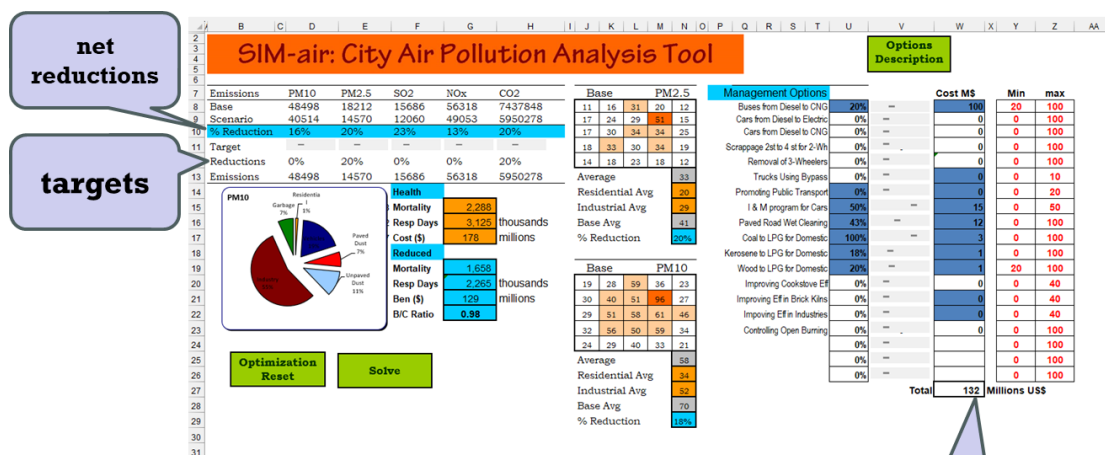 net reductions
targets
SIM-air: City Air Pollution Analysis Tool
Options Description
B C D E F G H I J K L M N O P Q R S T U V W X Y Z AA
7 Emissions PM10 PM2.5 SO2 NOx CO2
8 Base 48498 18212 15686 56318 7437848
9 Scenario 40514 14570 12060 49053 5950278
10 % Reduction 16% 20% 23% 13% 20%
11 Target
Reductions 0% 20% 0% 0% 20%
13 Emissions 48498 14570 15686 56318 5950278
PM10
Garbage 7%
Paved Dust 7%
Unpaved Dust 11%
Health
Mortality 2,288
Resp Days 3,125 thousands
Cost ($) 178 millions
Reduced
Mortality 1,658
Resp Days 2,265 thousands
Ben ($) 129 millions
B/C Ratio 0.98
Optimization Reset
Solve
Base PM2.5
11 16 31 20 12
17 24 29 51 15
17 30 34 34 25
18 33 30 34 19
14 18 23 18 12
Average 33
Residential Avg 20
Industrial Avg 29
Base Avg 41
% Reduction 20%
Base PM10
19 28 59 36 23
30 40 51 96 27
29 51 58 61 46
32 56 50 59 34
24 29 40 33 21
Average 58
Residential Avg 34
Industrial Avg 52
Base Avg 70
% Reduction 18%
Management Options Cost M$ Min max
Buses from Diesel to CNG 20% 100 20 100
Cars from Diesel to Electric 0% 0 0 100
Cars from Diesel to CNG 0% 0 0 100
Scrappage 2st to 4 st for 2-Wh 0% 0 0 100
Removal of 3-Wheelers 0% 0 0 100
Trucks Using Bypass 0% 0 0 10
Promoting Public Transport 0% 0 0 20
I & M program for Cars 50% 15 0 50
Paved Road Wet Cleaning 43% 12 0 100
Coal to LPG for Domestic 100% 3 0 100
Kerosene to LPG for Domestic 18% 1 0 100
Wood to LPG for Domestic 20% 1 20 100
Improving Cookstove Eff 0% 0 0 40
Improving Eff in Brick Kilns 0% 0 0 40
Impoving Eff in Industries 0% 0 0 40
Controlling Open Burning 0% 0 0 100
0% 0 100
0% 0 100
0% 0 100
Total 132 Millions US$